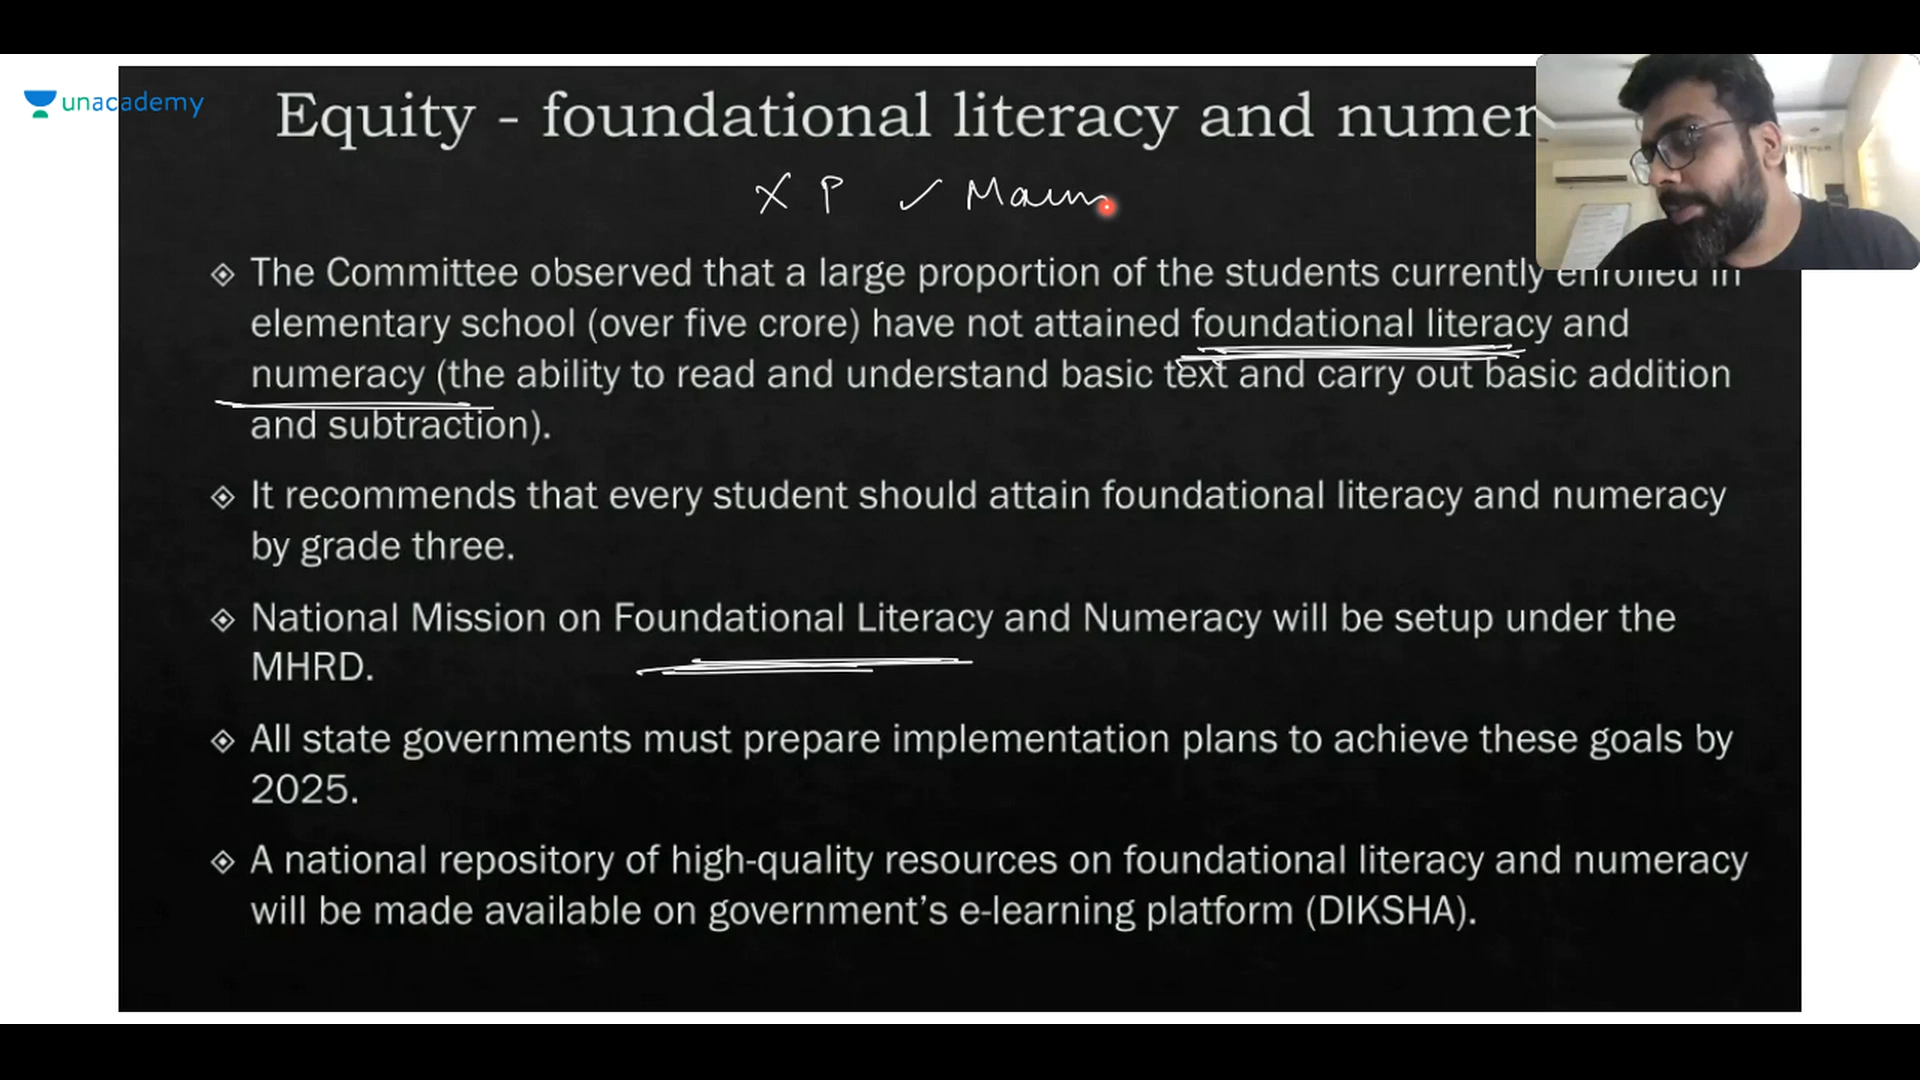 unacademy
Equity - foundational literacy and numer
X P ✓ Mains
The Committee observed that a large proportion of the students currently enrolled in
elementary school (over five crore) have not attained foundational literacy and
numeracy (the ability to read and understand basic text and carry out basic addition
and subtraction).
It recommends that every student should attain foundational literacy and numeracy
by grade three.
National Mission on Foundational Literacy and Numeracy will be setup under the
MHRD.
All state governments must prepare implementation plans to achieve these goals by
2025.
A national repository of high-quality resources on foundational literacy and numeracy
will be made available on government's e-learning platform (DIKSHA).